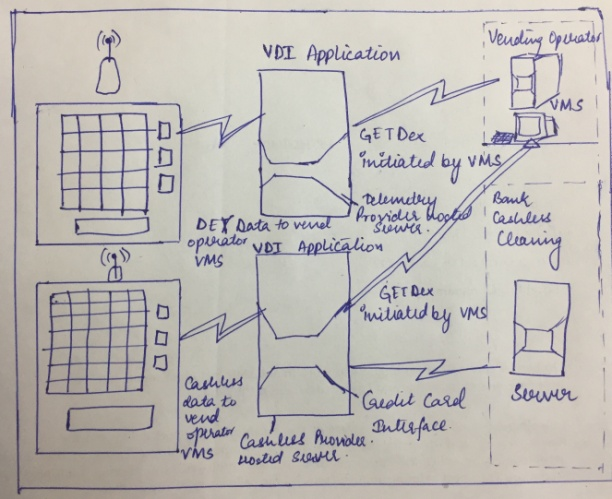 VDI Application
Vending Operator
VMS
GETDex
initiated by VMS
Telemetry
Provider Hosted
Server.
DEX Data to vend
operator
VMS
VDI Application
Bank
Cashless
Clearing
GETDex
initiated by VMS
Cashless
data to
vend
operator
VMS
Credit Card
Interface.
Cashless Provider.
Hosted Server.
Server